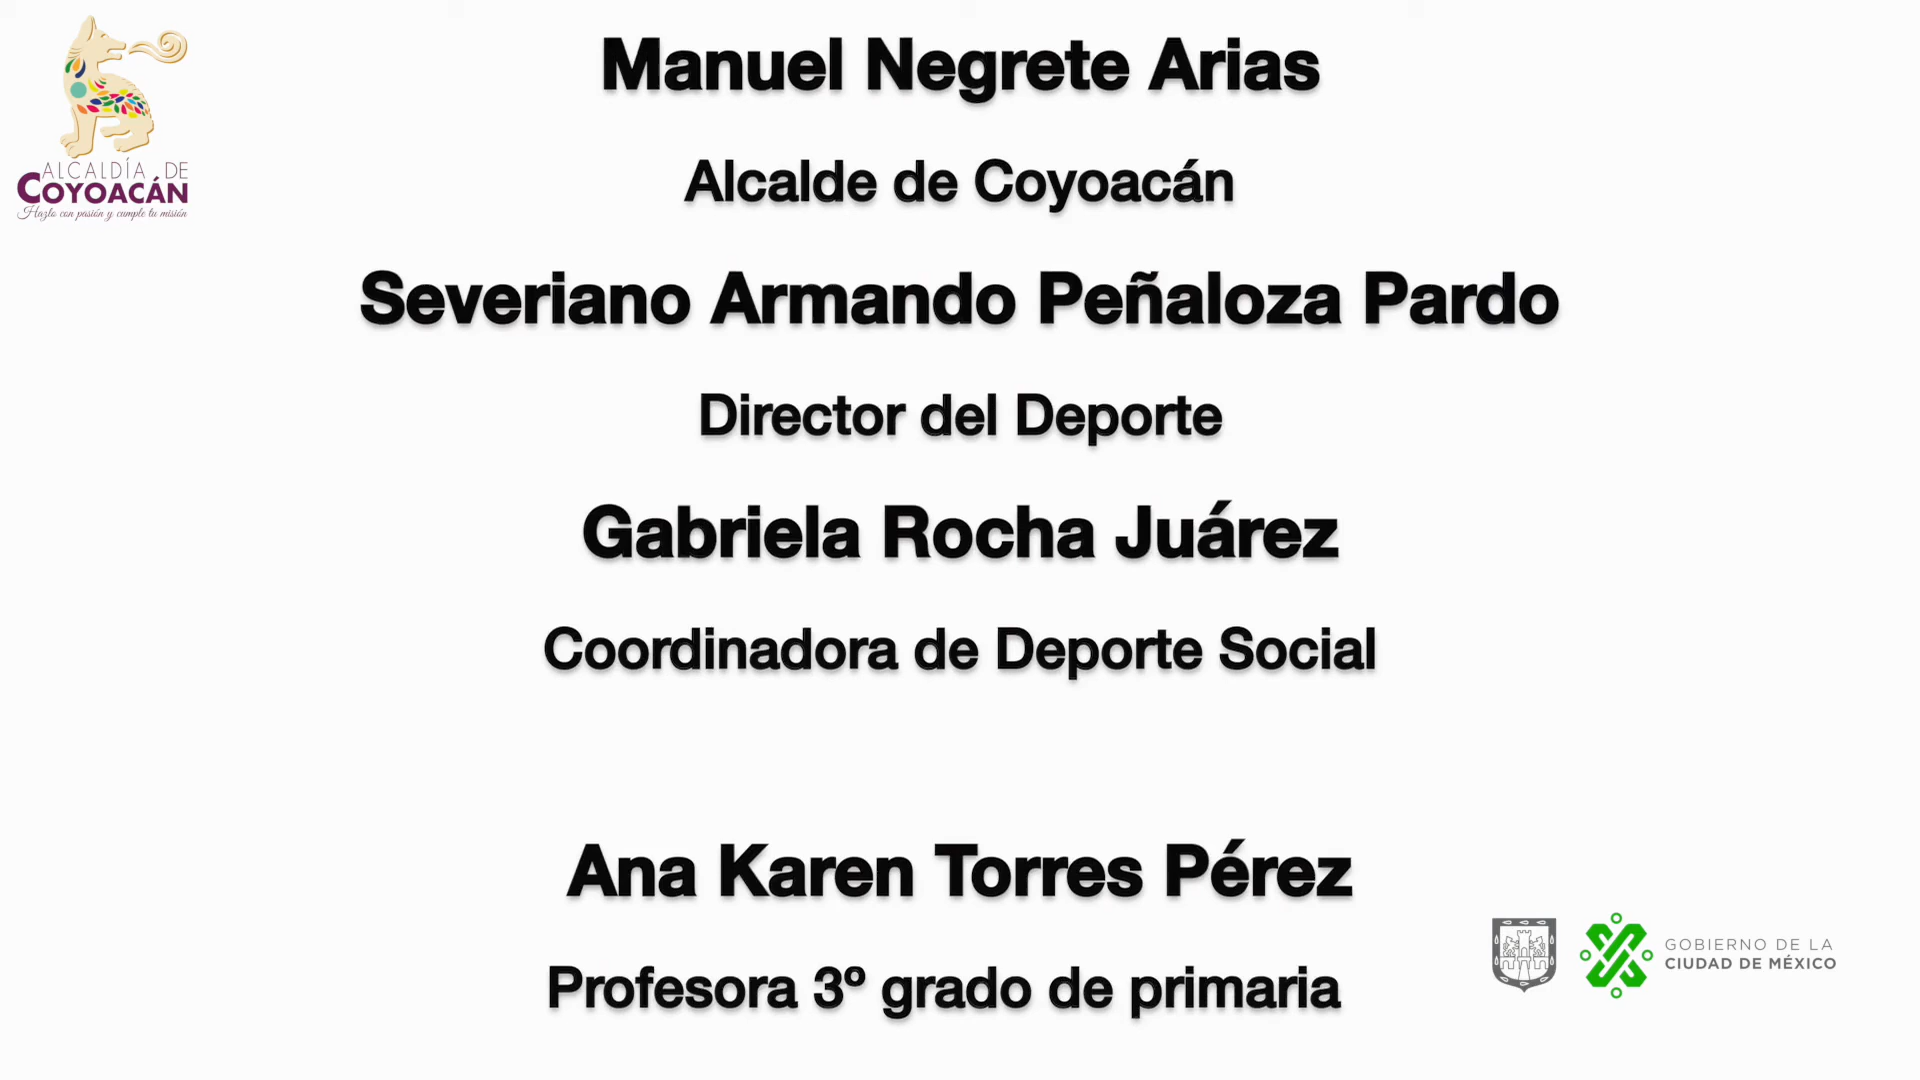 ALCALDÍA DE
COYOACÁN
Hazlo con pasión y cumple tu misión
Manuel Negrete Arias
Alcalde de Coyoacán
Severiano Armando Peñaloza Pardo
Director del Deporte
Gabriela Rocha Juárez
Coordinadora de Deporte Social
Ana Karen Torres Pérez
Profesora 3º grado de primaria
GOBIERNO DE LA
CIUDAD DE MÉXICO